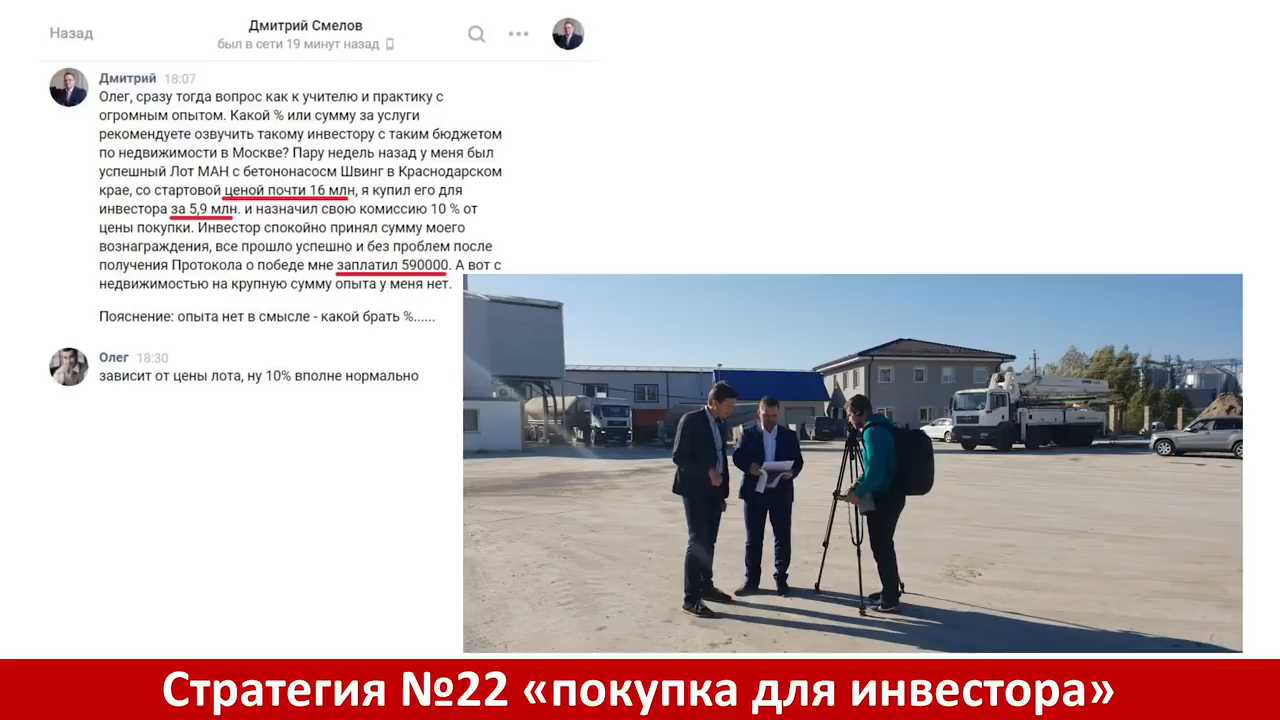 Назад
Дмитрий Смелов
был в сети 19 минут назад
Дмитрий 18:07
Олег, сразу тогда вопрос как к учителю и практику с
огромным опытом. Какой % или сумму за услуги
рекомендуете озвучить такому инвестору с таким бюджетом
по недвижимости в Москве? Пару недель назад у меня был
успешный Лот МАН с бетононасосм Швинг в Краснодарском
крае, со стартовой ценой почти 16 млн, я купил его для
инвестора за 5,9 млн. и назначил свою комиссию 10 % от
цены покупки. Инвестор спокойно принял сумму моего
вознаграждения, все прошло успешно и без проблем после
получения Протокола о победе мне заплатил 590000. А вот с
недвижимостью на крупную сумму опыта у меня нет.
Пояснение: опыта нет в смысле - какой брать %......
Олег 18:30
зависит от цены лота, ну 10% вполне нормально
Стратегия №22 «покупка для инвестора»